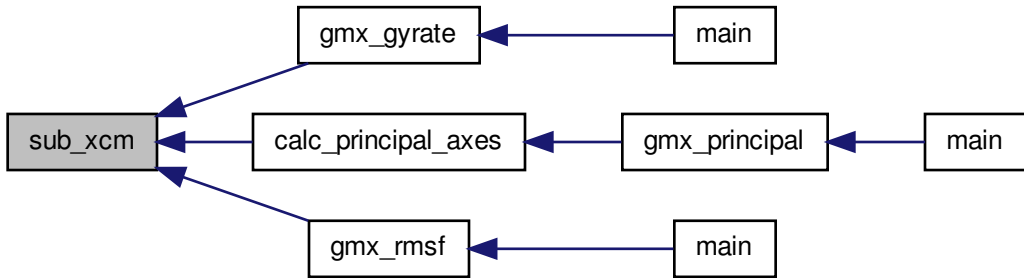 gmx_gyrate
main
sub_xcm
calc_principal_axes
gmx_principal
main
gmx_rmsf
main